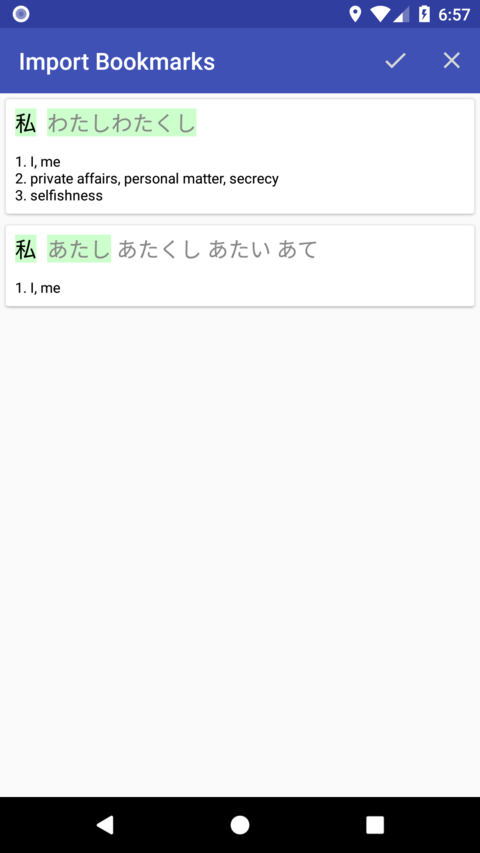 6:57
Import Bookmarks
私 わたしわたくし
1. I, me
2. private affairs, personal matter, secrecy
3. selfishness
私 あたし あたくし あたい あて
1. I, me